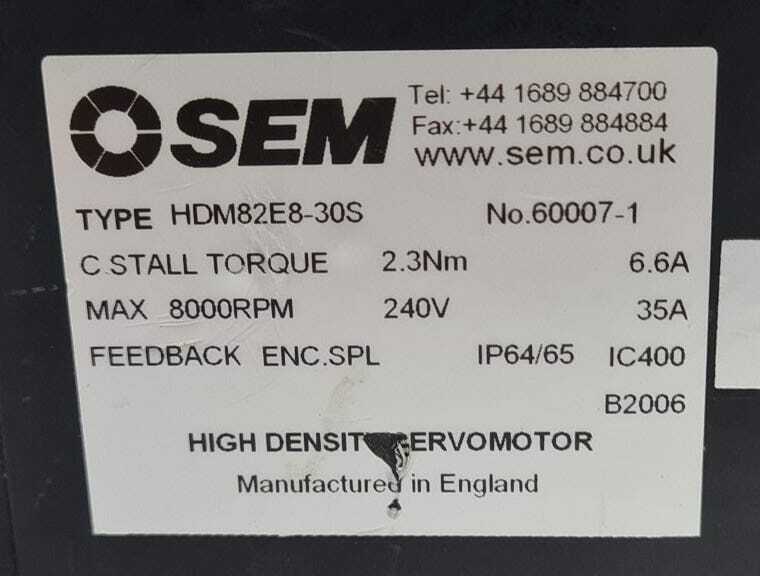 SEM
Tel: +44 1689 884700
Fax:+44 1689 884884
www.sem.co.uk
TYPE HDM82E8-30S No.60007-1
C.STALL TORQUE 2.3Nm 6.6A
MAX 8000RPM 240V 35A
FEEDBACK ENC.SPL IP64/65 IC400
B2006
HIGH
Manufactured in England